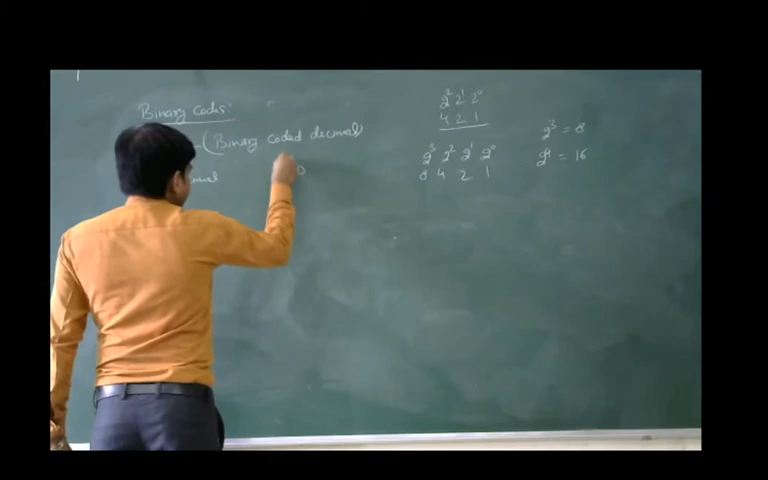 Binary Codes:
(Binary coded decimal)
2² 2¹ 2⁰
4 2 1
2³ 2² 2¹ 2⁰
8 4 2 1
2³ = 8
2⁴ = 16